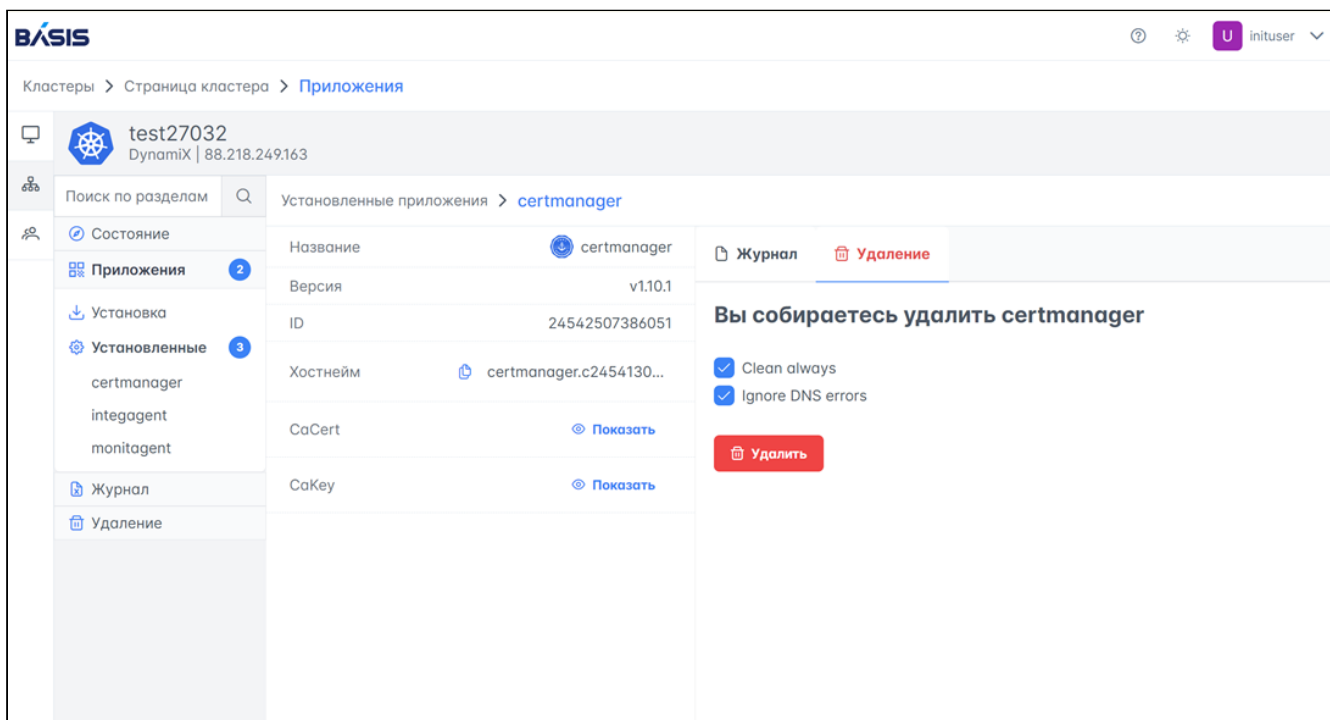 BÁSIS
U inituser
Кластеры > Страница кластера > Приложения
test27032
DynamiX | 88.218.249.163
Поиск по разделам
Состояние
Приложения 2
Установка
Установленные 3
certmanager
integagent
monitagent
Журнал
Удаление
Установленные приложения > certmanager
Название certmanager
Версия v1.10.1
ID 24542507386051
Хостнейм certmanager.c2454130...
CaCert Показать
CaKey Показать
Журнал Удаление
Вы собираетесь удалить certmanager
Clean always
Ignore DNS errors
Удалить